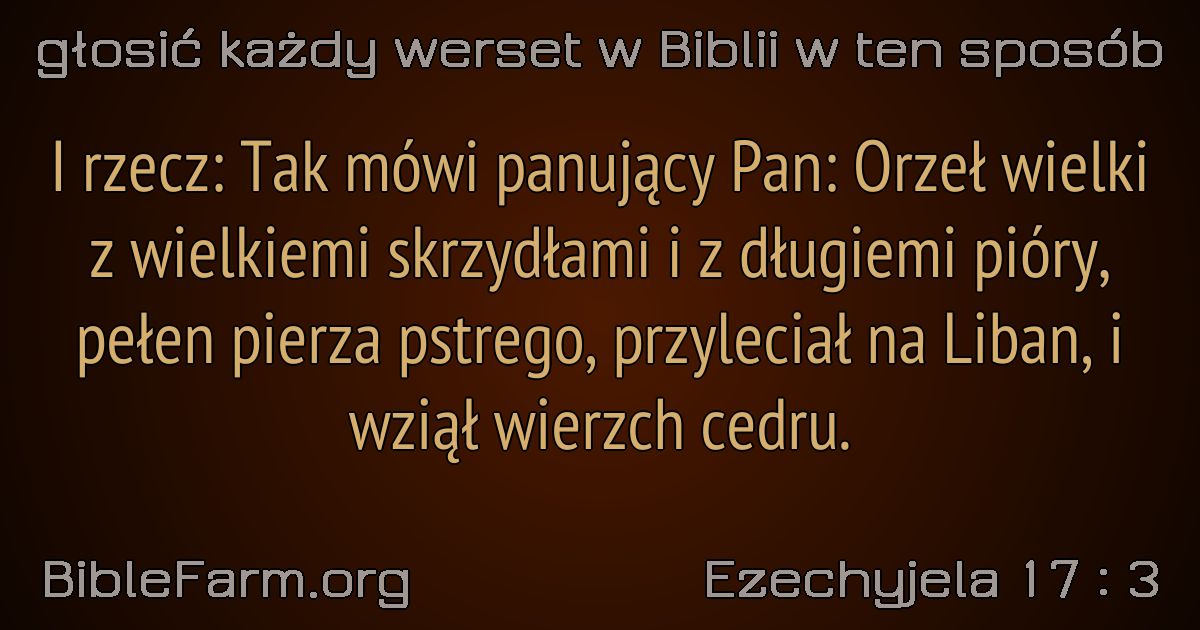 głosić każdy werset w Biblii w ten sposób
I rzecz: Tak mówi panujący Pan: Orzeł wielki
z wielkiemi skrzydłami i z długiemi pióry,
pełen pierza pstrego, przyleciał na Liban, i
wziął wierzch cedru.
BibleFarm.org
Ezechyjela 17 : 3